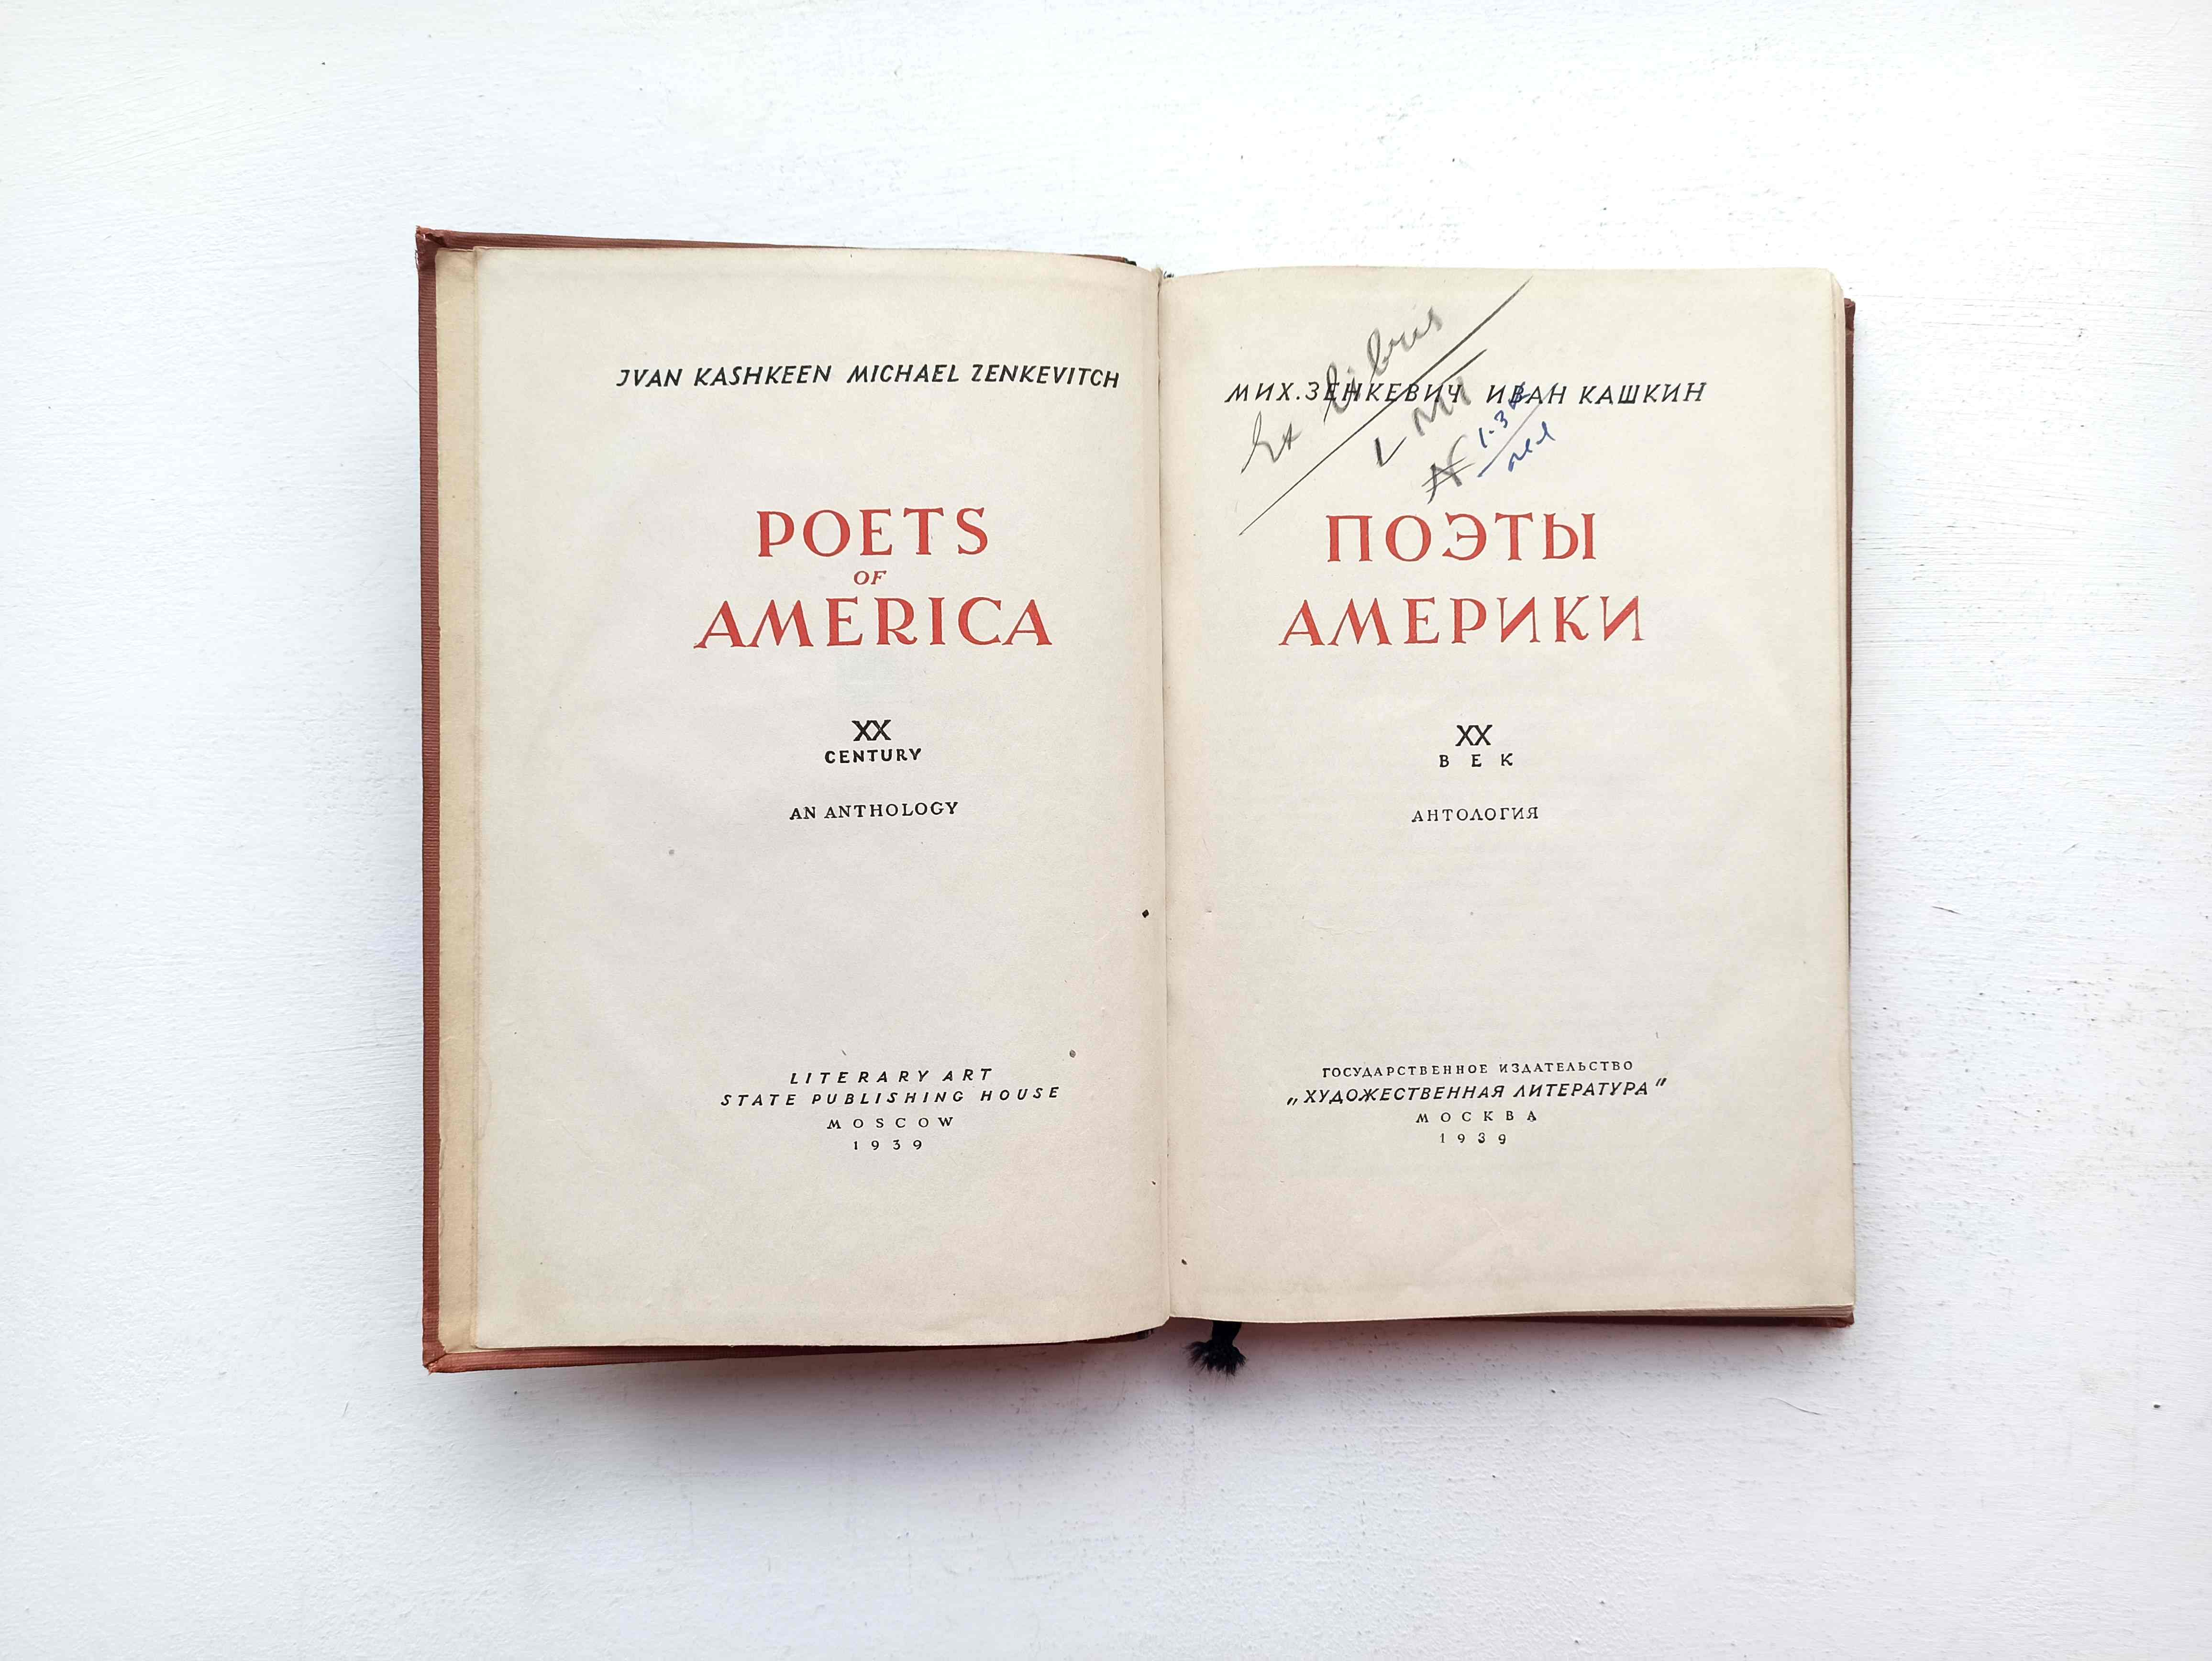 JVAN KASHKEEN MICHAEL ZENKEVITCH
POETS
OF
AMERICA
XX
CENTURY
AN ANTHOLOGY
LITERARY ART
STATE PUBLISHING HOUSE
MOSCOW
1939
Ex Libris
МИХ. ЗЕНКЕВИЧ ИВАН КАШКИН
ПОЭТЫ
АМЕРИКИ
XX
ВЕК
АНТОЛОГИЯ
ГОСУДАРСТВЕННОЕ ИЗДАТЕЛЬСТВО
„ХУДОЖЕСТВЕННАЯ ЛИТЕРАТУРА"
МОСКВА
1939